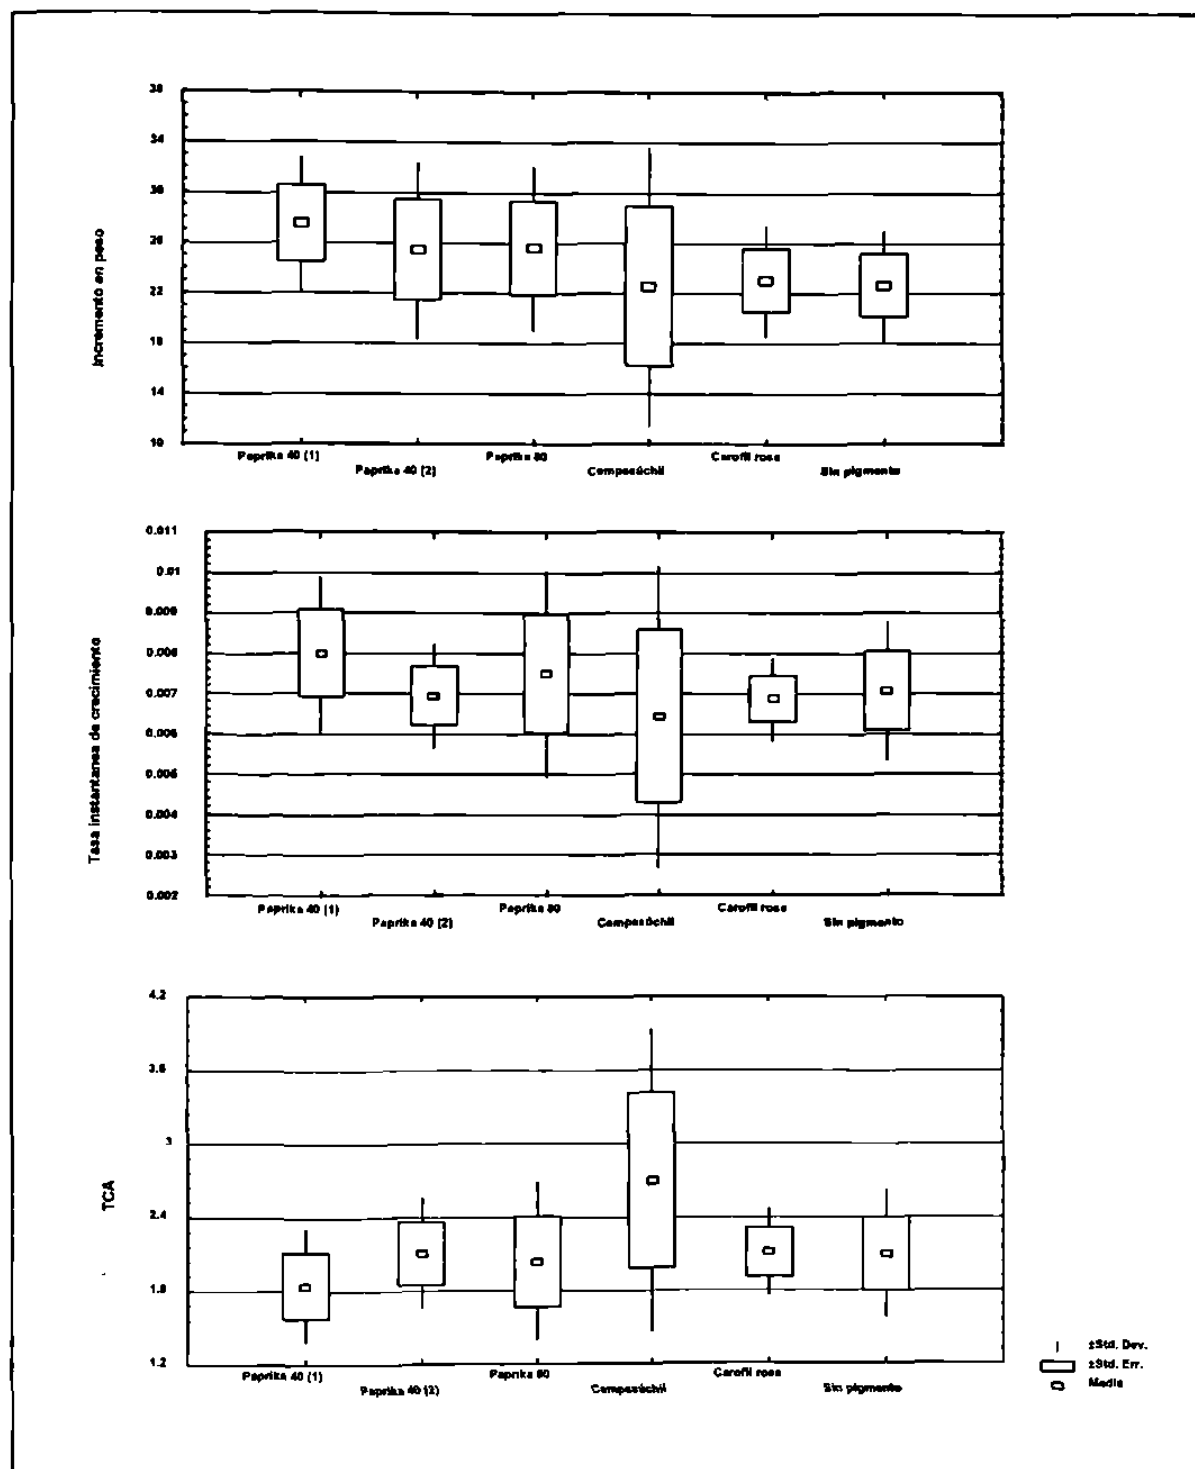 38
34
30
26
22
18
14
10
Incremento en peso
Paprika 40 (1)
Paprika 40 (2)
Paprika 80
Cempasúchil
Carofil rosa
Sin pigmento
0.011
0.01
0.009
0.008
0.007
0.006
0.005
0.004
0.003
0.002
Tasa instantanea de crecimiento
Paprika 40 (1)
Paprika 40 (2)
Paprika 80
Cempasúchil
Carofil rosa
Sin pigmento
4.2
3.6
3
2.4
1.8
1.2
TCA
Paprika 40 (1)
Paprika 40 (2)
Paprika 80
Cempasúchil
Carofil rosa
Sin pigmento
±Std. Dev.
±Std. Err.
Media